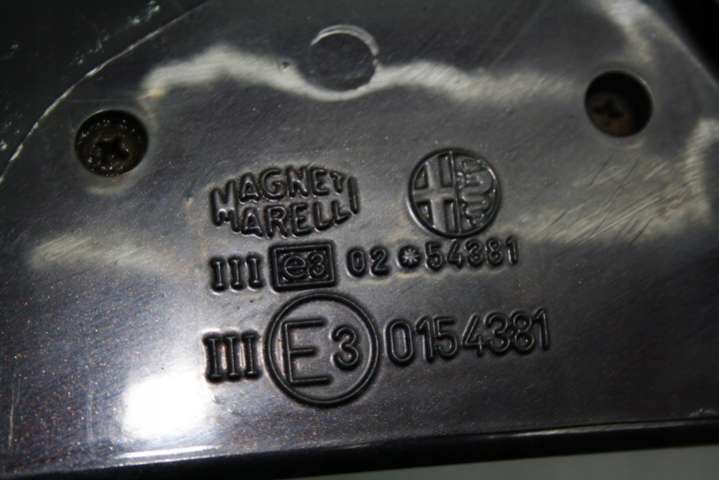 MAGNETI
MARELLI
III e3 02 *54381
III E3 0154381